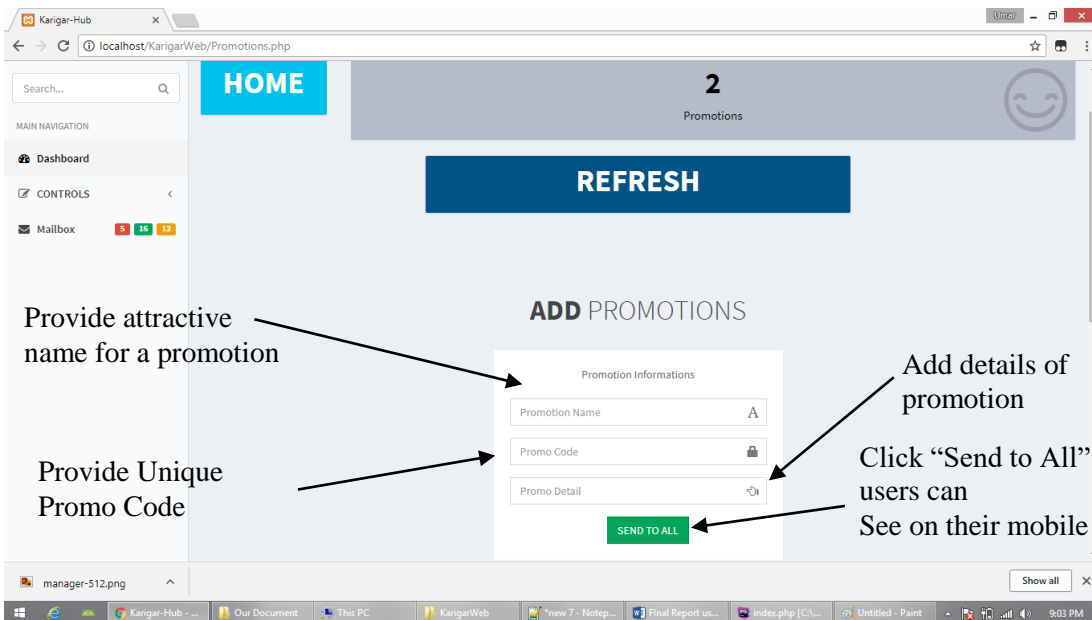 Karigar-Hub
Umar
localhost/KarigarWeb/Promotions.php
Search...
MAIN NAVIGATION
Dashboard
CONTROLS
Mailbox 5 16 12
HOME
2
Promotions
REFRESH
ADD PROMOTIONS
Promotion Informations
Promotion Name A
Promo Code
Promo Detail
SEND TO ALL
Provide attractive
name for a promotion
Provide Unique
Promo Code
Add details of
promotion
Click “Send to All”
users can
See on their mobile
manager-512.png
Show all
Karigar-Hub - ...
Our Document
This PC
KarigarWeb
*new 7 - Notep...
Final Report us...
index.php [C:\...
Untitled - Paint
9:03 PM